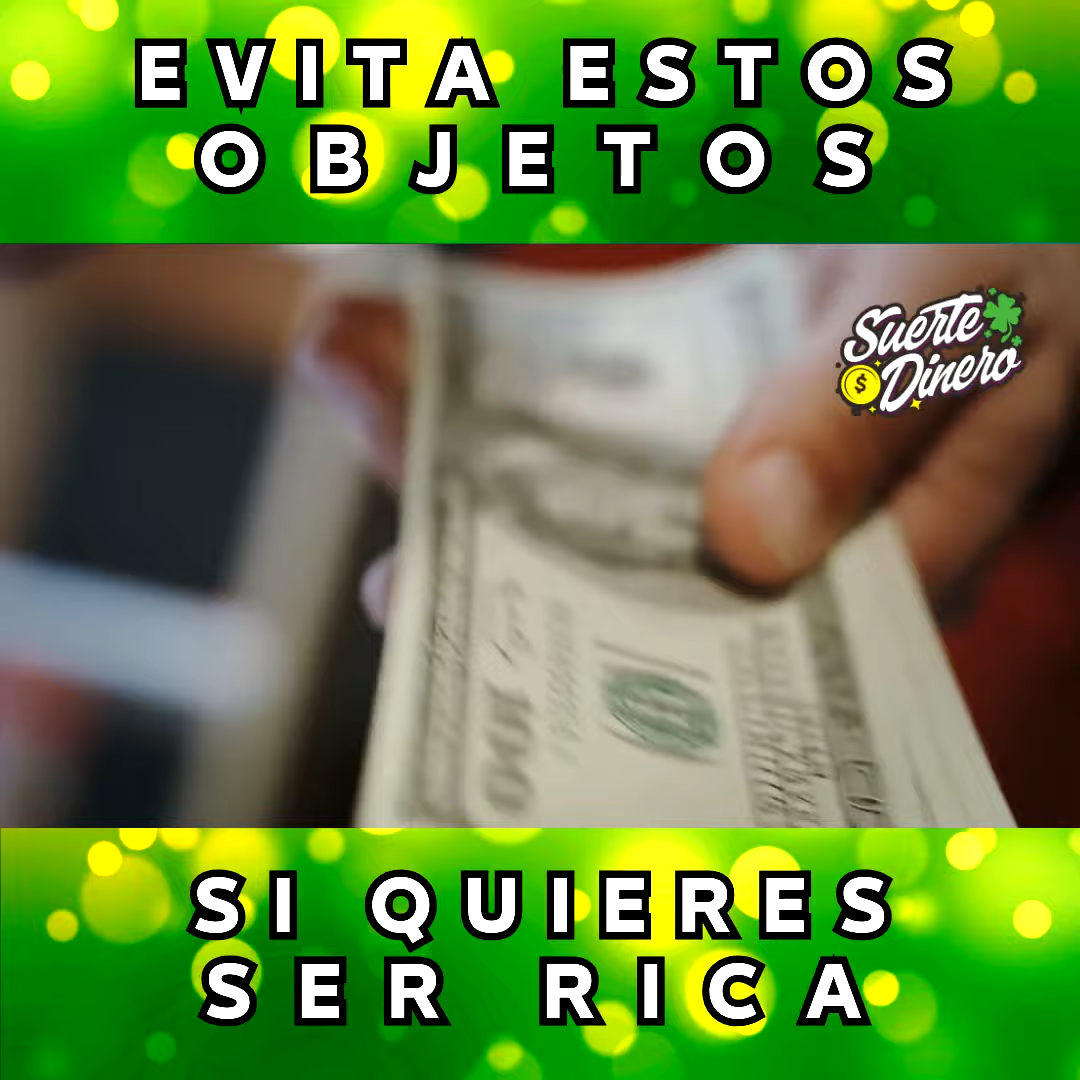 EVITA ESTOS
OBJETOS
Suerte
Dinero
$
SI QUIERES
SER RICA